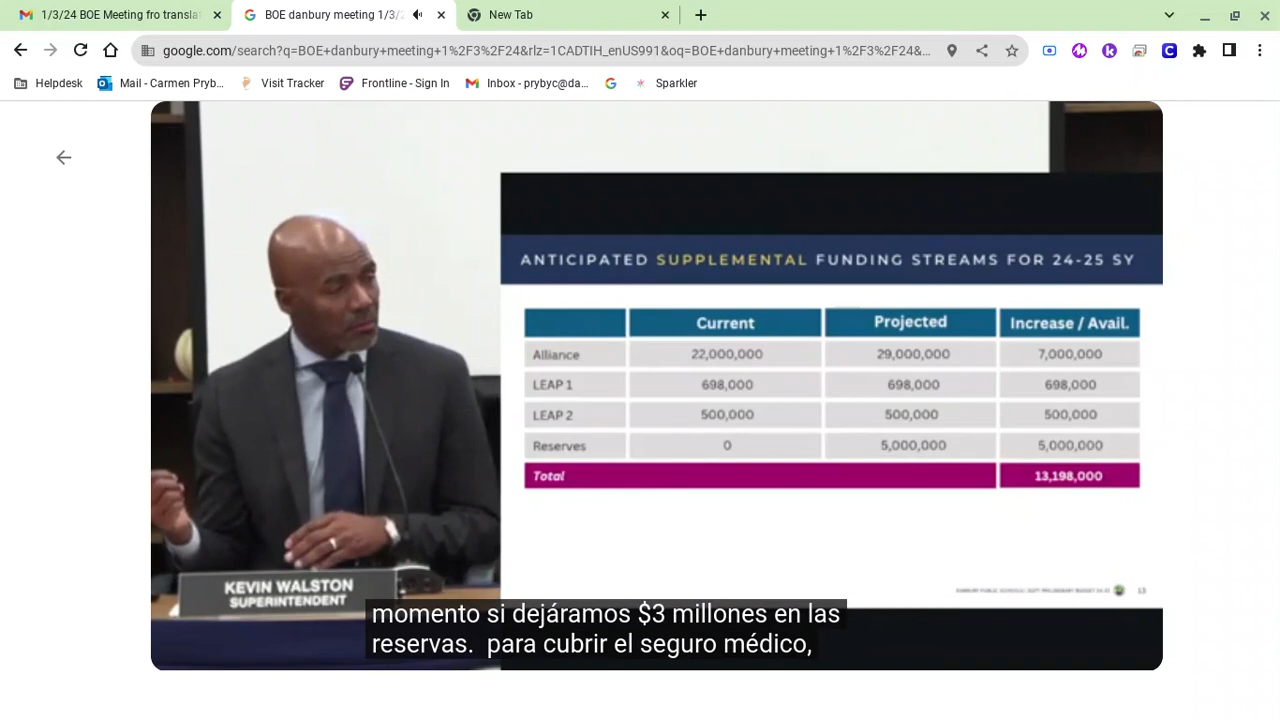 1/3/24 BOE Meeting fro transla
BOE danbury meeting 1/3/2
New Tab
google.com/search?q=BOE+danbury+meeting+1%2F3%2F24&rlz=1CADTIH_enUS991&oq=BOE+danbury+meeting+1%2F3%2F24&…
Helpdesk
Mail - Carmen Pryb…
Visit Tracker
Frontline - Sign In
Inbox - prybyc@da…
Sparkler
ANTICIPATED SUPPLEMENTAL FUNDING STREAMS FOR 24-25 SY
Current Projected Increase / Avail.
Alliance 22,000,000 29,000,000 7,000,000
LEAP 1 698,000 698,000 698,000
LEAP 2 500,000 500,000 500,000
Reserves 0 5,000,000 5,000,000
Total 13,198,000
13
KEVIN WALSTON
SUPERINTENDENT
momento si dejáramos $3 millones en las
reservas. para cubrir el seguro médico,